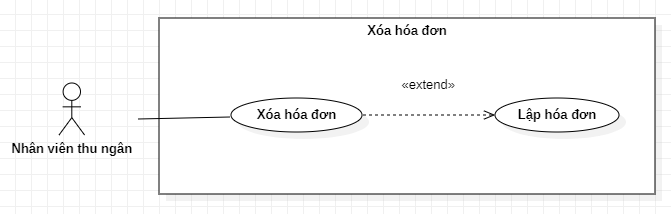 Xóa hóa đơn
«extend»
Xóa hóa đơn
Lập hóa đơn
Nhân viên thu ngân